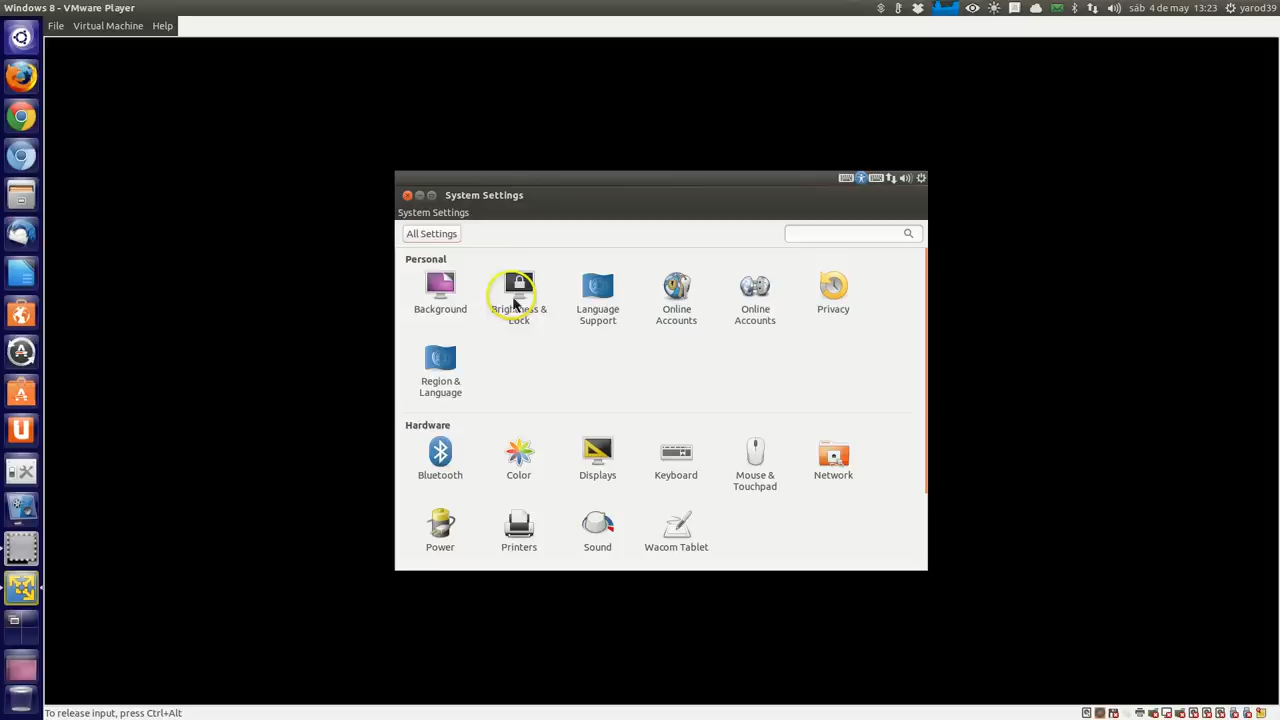 Windows 8 - VMware Player
sáb 4 de may 13:23 yarod39
File Virtual Machine Help
System Settings
System Settings
All Settings
Personal
Background
Brightness &
Lock
Language
Support
Online
Accounts
Online
Accounts
Privacy
Region &
Language
Hardware
Bluetooth
Color
Displays
Keyboard
Mouse &
Touchpad
Network
Power
Printers
Sound
Wacom Tablet
To release input, press Ctrl+Alt